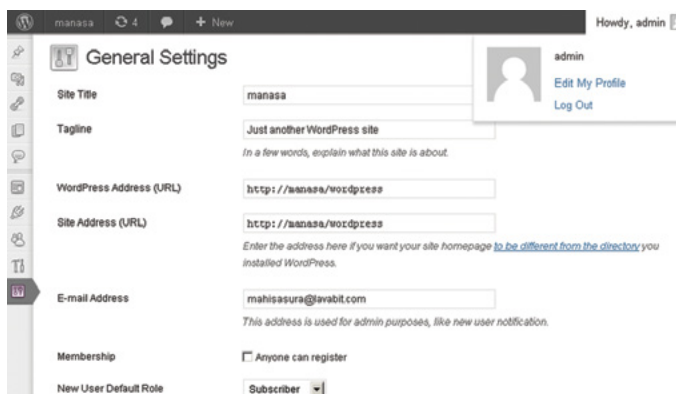 manasa 4 + New Howdy, admin
General Settings
admin
Edit My Profile
Log Out
Site Title manasa
Tagline Just another WordPress site
In a few words, explain what this site is about.
WordPress Address (URL) http://manasa/wordpress
Site Address (URL) http://manasa/wordpress
Enter the address here if you want your site homepage to be different from the directory you
installed WordPress.
E-mail Address mahisasura@lavabit.com
This address is used for admin purposes, like new user notification.
Membership Anyone can register
New User Default Role Subscriber